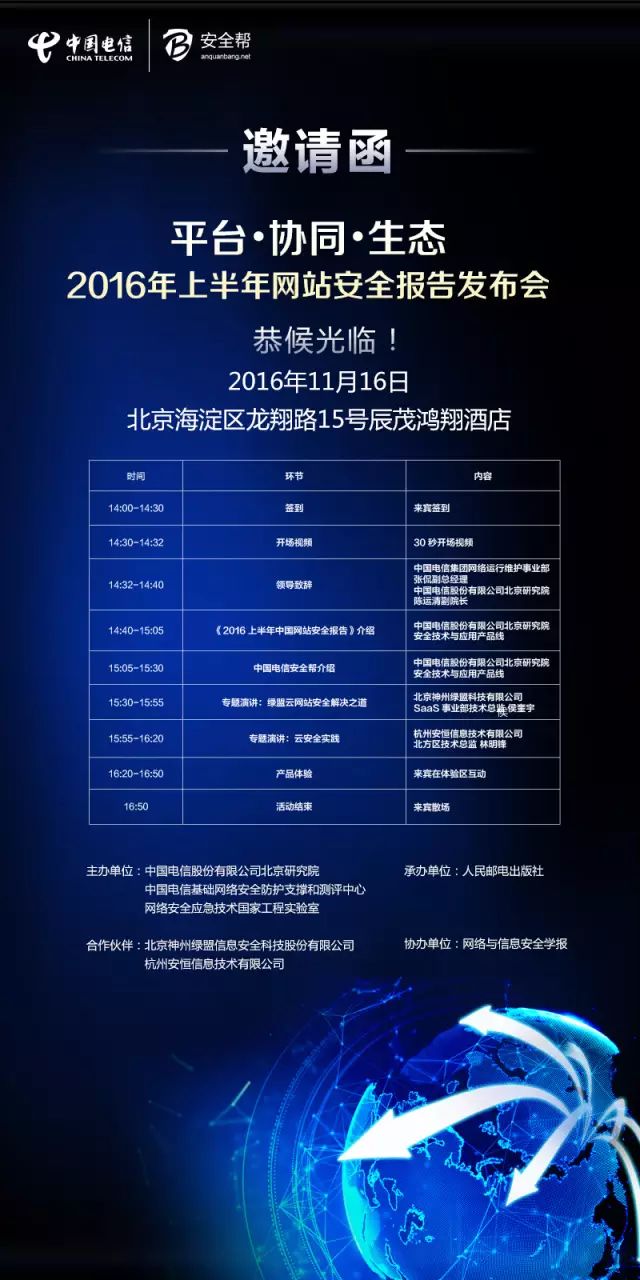 中国电信
CHINA TELECOM
安全帮
anquanbang.net
邀请函
平台·协同·生态
2016年上半年网站安全报告发布会
恭候光临！
2016年11月16日
北京海淀区龙翔路15号辰茂鸿翔酒店
时间 环节 内容
14:00-14:30 签到 来宾签到
14:30-14:32 开场视频 30 秒开场视频
14:32-14:40 领导致辞 中国电信集团网络运行维护事业部
张侃副总经理
中国电信股份有限公司北京研究院
陈运清副院长
14:40-15:05 《2016 上半年中国网站安全报告》介绍 中国电信股份有限公司北京研究院
安全技术与应用产品线
15:05-15:30 中国电信安全帮介绍 中国电信股份有限公司北京研究院
安全技术与应用产品线
15:30-15:55 专题演讲：绿盟云网站安全解决之道 北京神州绿盟科技有限公司
SaaS 事业部技术总监 侯奎宇
15:55-16:20 专题演讲：云安全实践 杭州安恒信息技术有限公司
北方区技术总监 林明锋
16:20-16:50 产品体验 来宾在体验区互动
16:50 活动结束 来宾散场
主办单位：中国电信股份有限公司北京研究院
中国电信基础网络安全防护支撑和测评中心
网络安全应急技术国家工程实验室
承办单位：人民邮电出版社
合作伙伴：北京神州绿盟信息安全科技股份有限公司
杭州安恒信息技术有限公司
协办单位：网络与信息安全学报